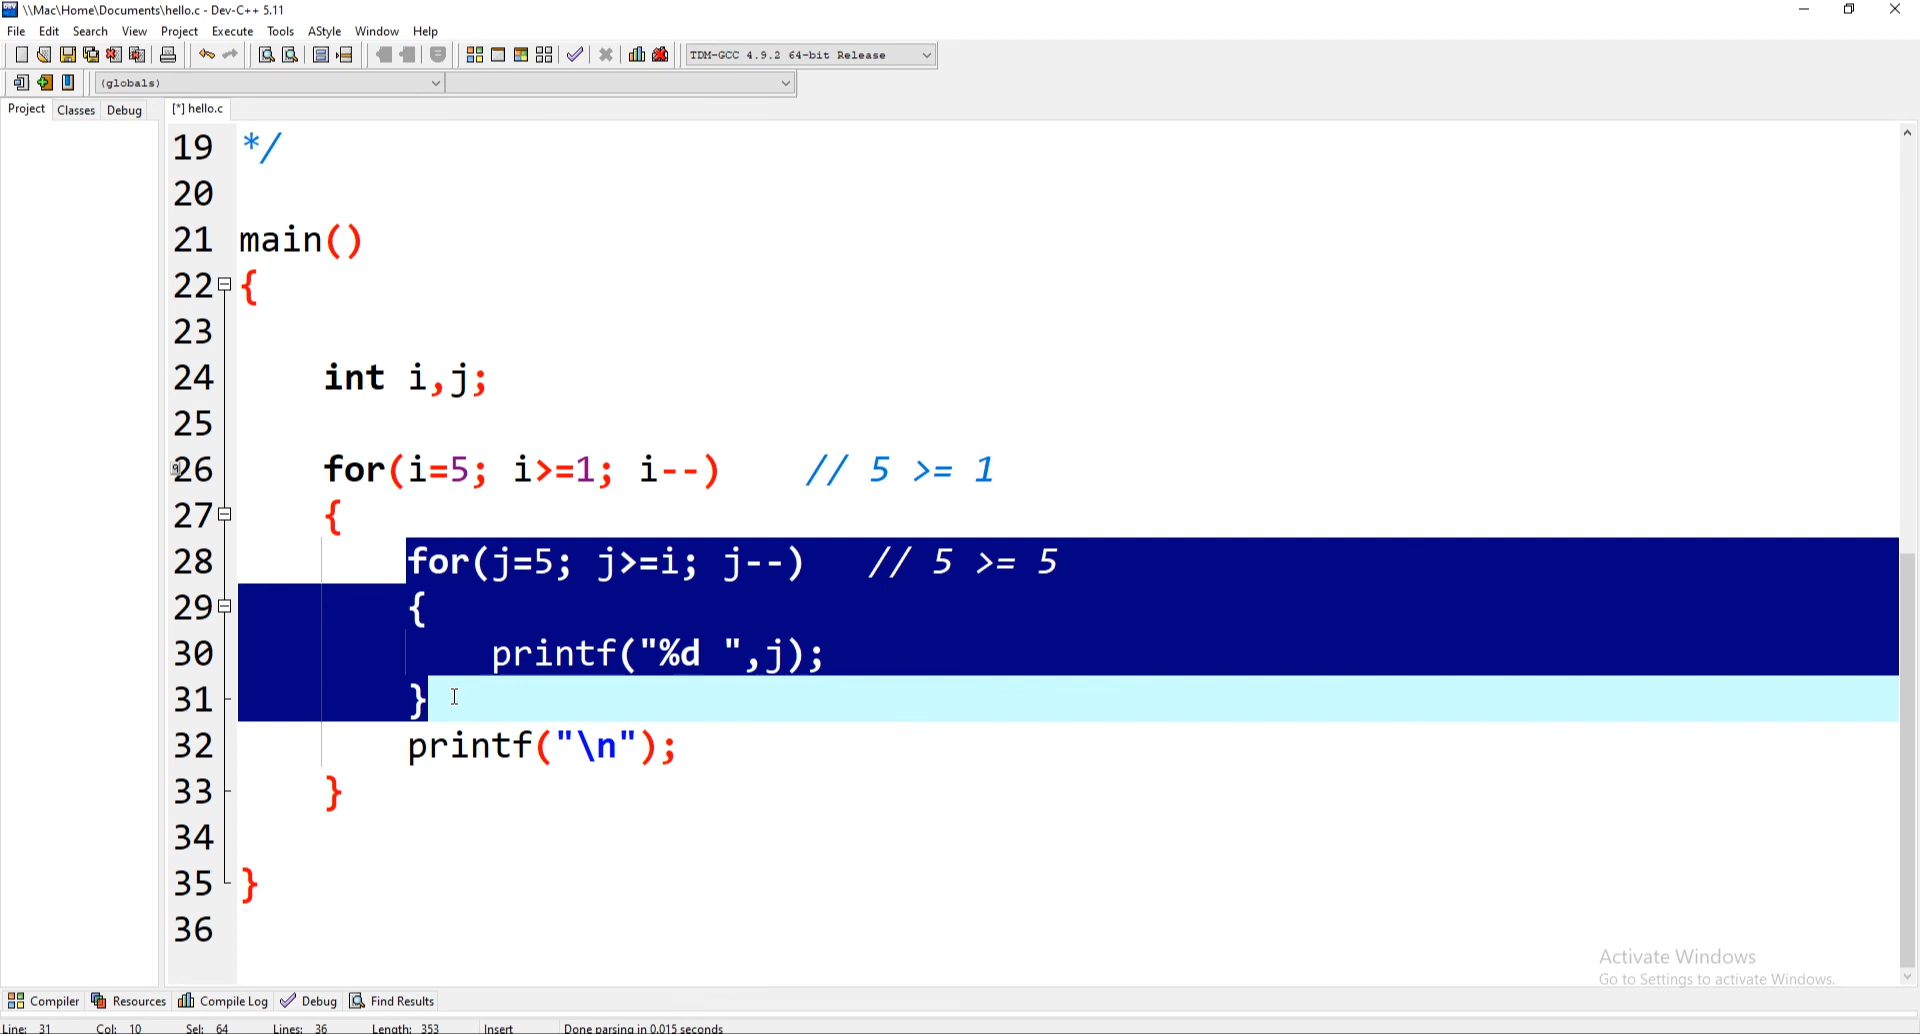 \\Mac\Home\Documents\hello.c - Dev-C++ 5.11
File Edit Search View Project Execute Tools AStyle Window Help
TDM-GCC 4.9.2 64-bit Release
(globals)
Project Classes Debug [*] hello.c
19 */
20
21 main()
22 {
23
24 int i,j;
25
26 for(i=5; i>=1; i--) // 5 >= 1
27 {
28 for(j=5; j>=i; j--) // 5 >= 5
29 {
30 printf("%d ",j);
31 }
32 printf("\n");
33 }
34
35 }
36
Activate Windows
Go to Settings to activate Windows.
Compiler Resources Compile Log Debug Find Results
Line: 31 Col: 10 Sel: 64 Lines: 36 Length: 353 Insert Done parsing in 0.015 seconds